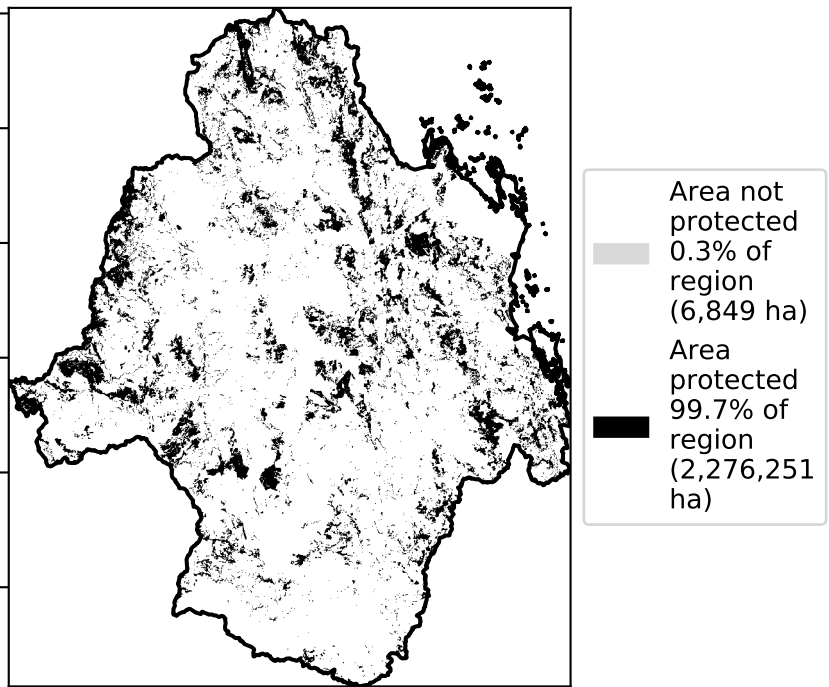 Area not
protected
0.3% of
region
(6,849 ha)
Area
protected
99.7% of
region
(2,276,251
ha)